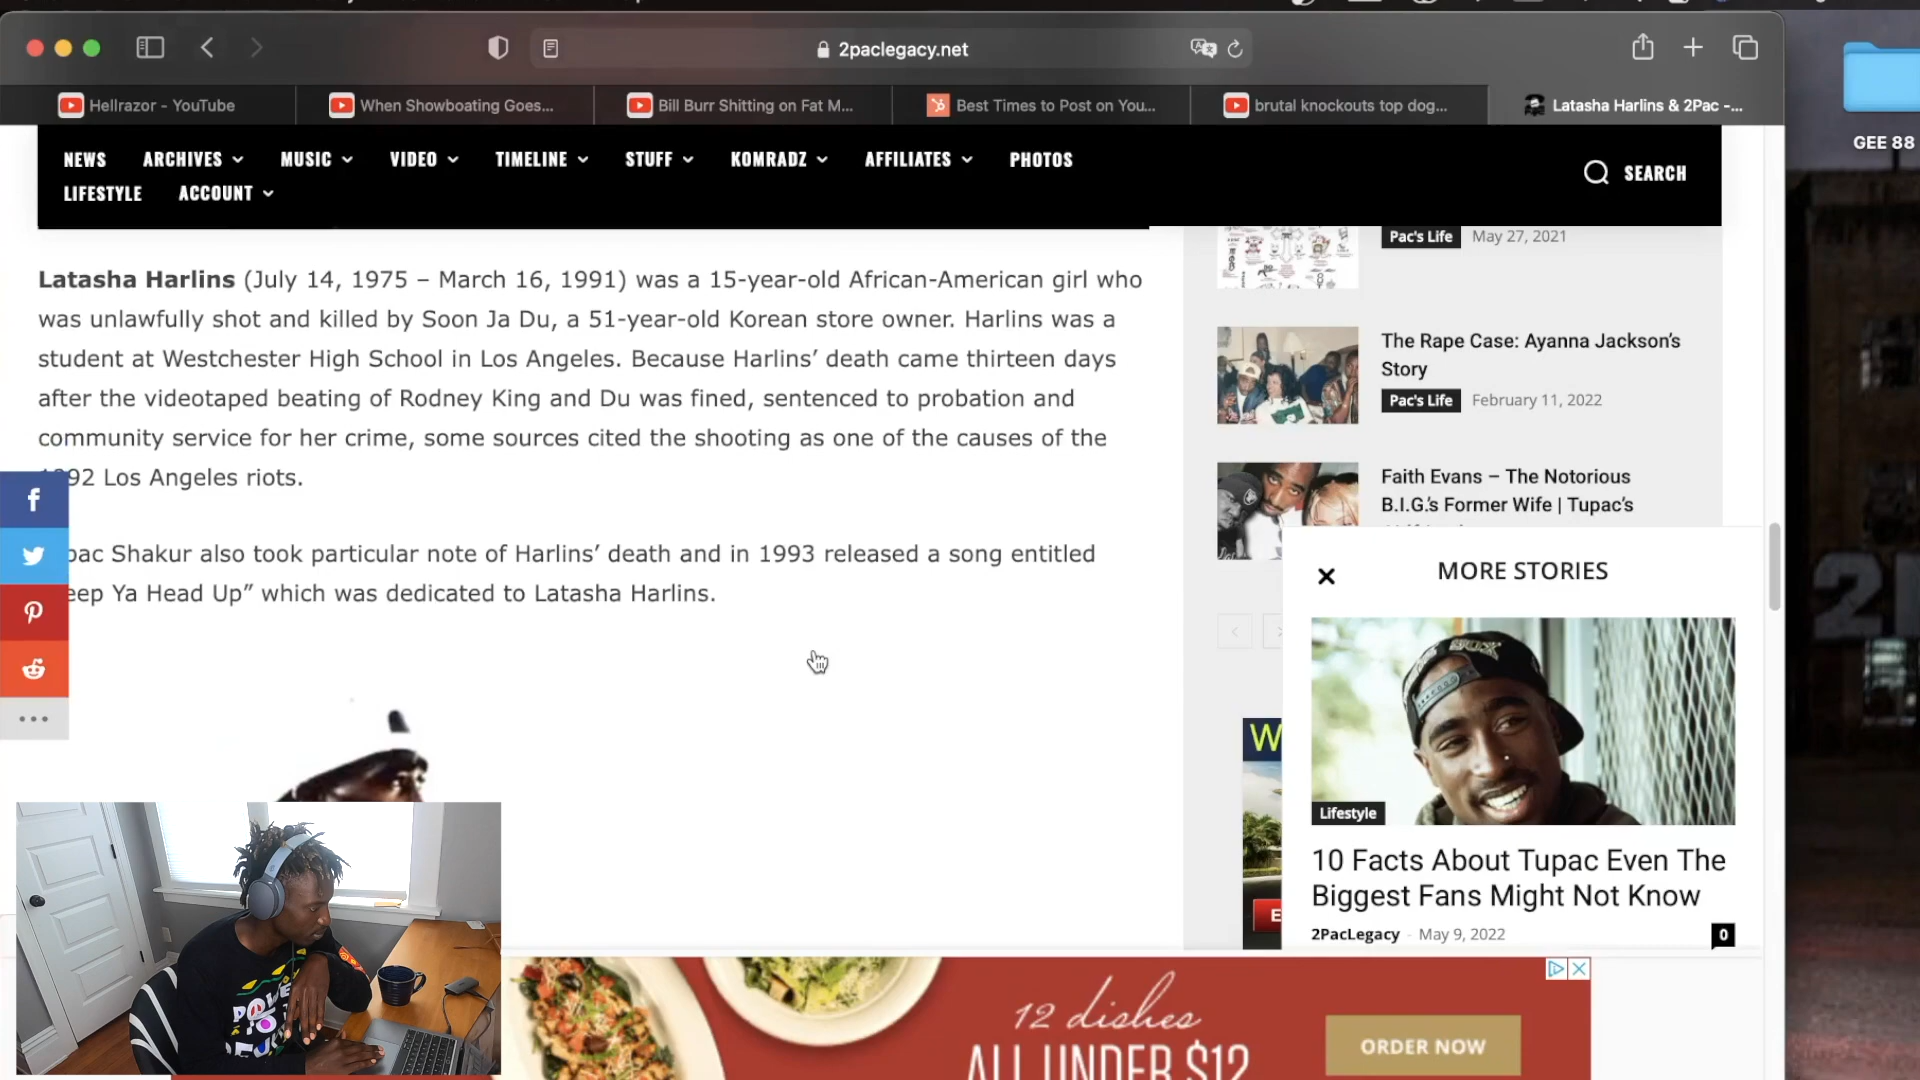 2paclegacy.net
Hellrazor - YouTube
When Showboating Goes...
Bill Burr Shitting on Fat M...
Best Times to Post on You...
brutal knockouts top dog...
Latasha Harlins & 2Pac -...
GEE 88
NEWS ARCHIVES MUSIC VIDEO TIMELINE STUFF KOMRADZ AFFILIATES PHOTOS
LIFESTYLE ACCOUNT
SEARCH
Latasha Harlins (July 14, 1975 – March 16, 1991) was a 15-year-old African-American girl who
was unlawfully shot and killed by Soon Ja Du, a 51-year-old Korean store owner. Harlins was a
student at Westchester High School in Los Angeles. Because Harlins’ death came thirteen days
after the videotaped beating of Rodney King and Du was fined, sentenced to probation and
community service for her crime, some sources cited the shooting as one of the causes of the
92 Los Angeles riots.
pac Shakur also took particular note of Harlins’ death and in 1993 released a song entitled
eep Ya Head Up” which was dedicated to Latasha Harlins.
Pac's Life May 27, 2021
The Rape Case: Ayanna Jackson’s
Story
Pac's Life February 11, 2022
Faith Evans – The Notorious
B.I.G.’s Former Wife | Tupac’s
MORE STORIES
Lifestyle
10 Facts About Tupac Even The
Biggest Fans Might Not Know
2PacLegacy - May 9, 2022
0
W
E
12 dishes
ALL UNDER $12
ORDER NOW